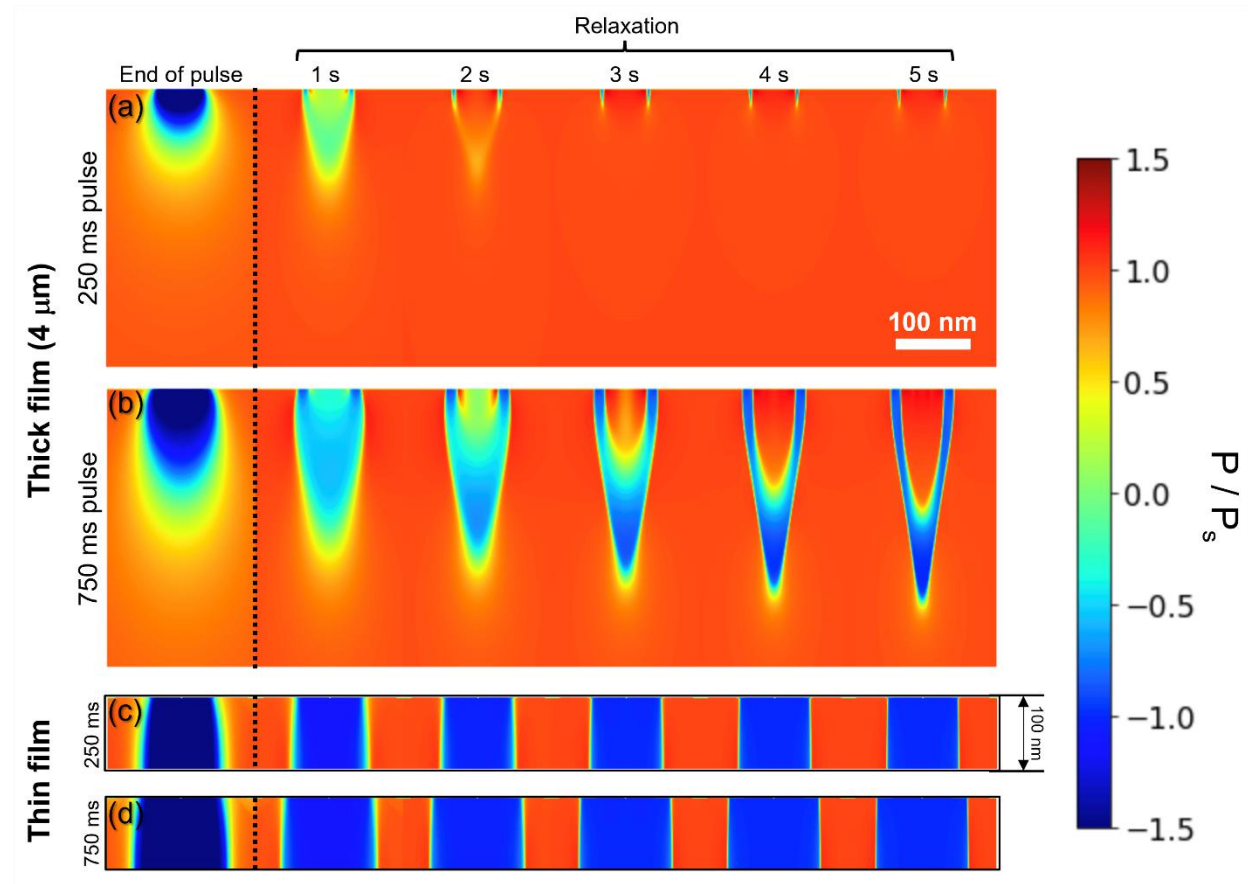 Relaxation
End of pulse 1 s 2 s 3 s 4 s 5 s
(a)
250 ms pulse
100 nm
Thick film (4 μm)
(b)
750 ms pulse
(c)
250 ms
100 nm
Thin film
(d)
750 ms
1.5
1.0
0.5
0.0
−0.5
−1.0
−1.5
P / Ps